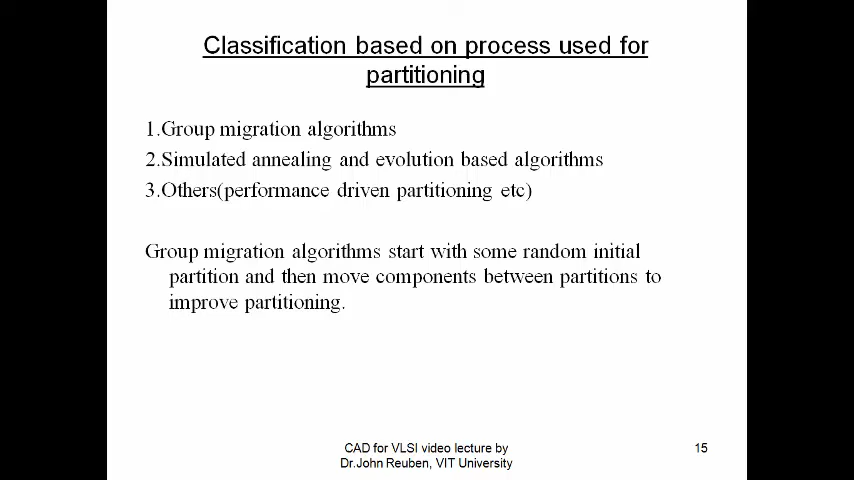 Classification based on process used for
partitioning
1.Group migration algorithms
2.Simulated annealing and evolution based algorithms
3.Others(performance driven partitioning etc)
Group migration algorithms start with some random initial
partition and then move components between partitions to
improve partitioning.
CAD for VLSI video lecture by
Dr.John Reuben, VIT University
15